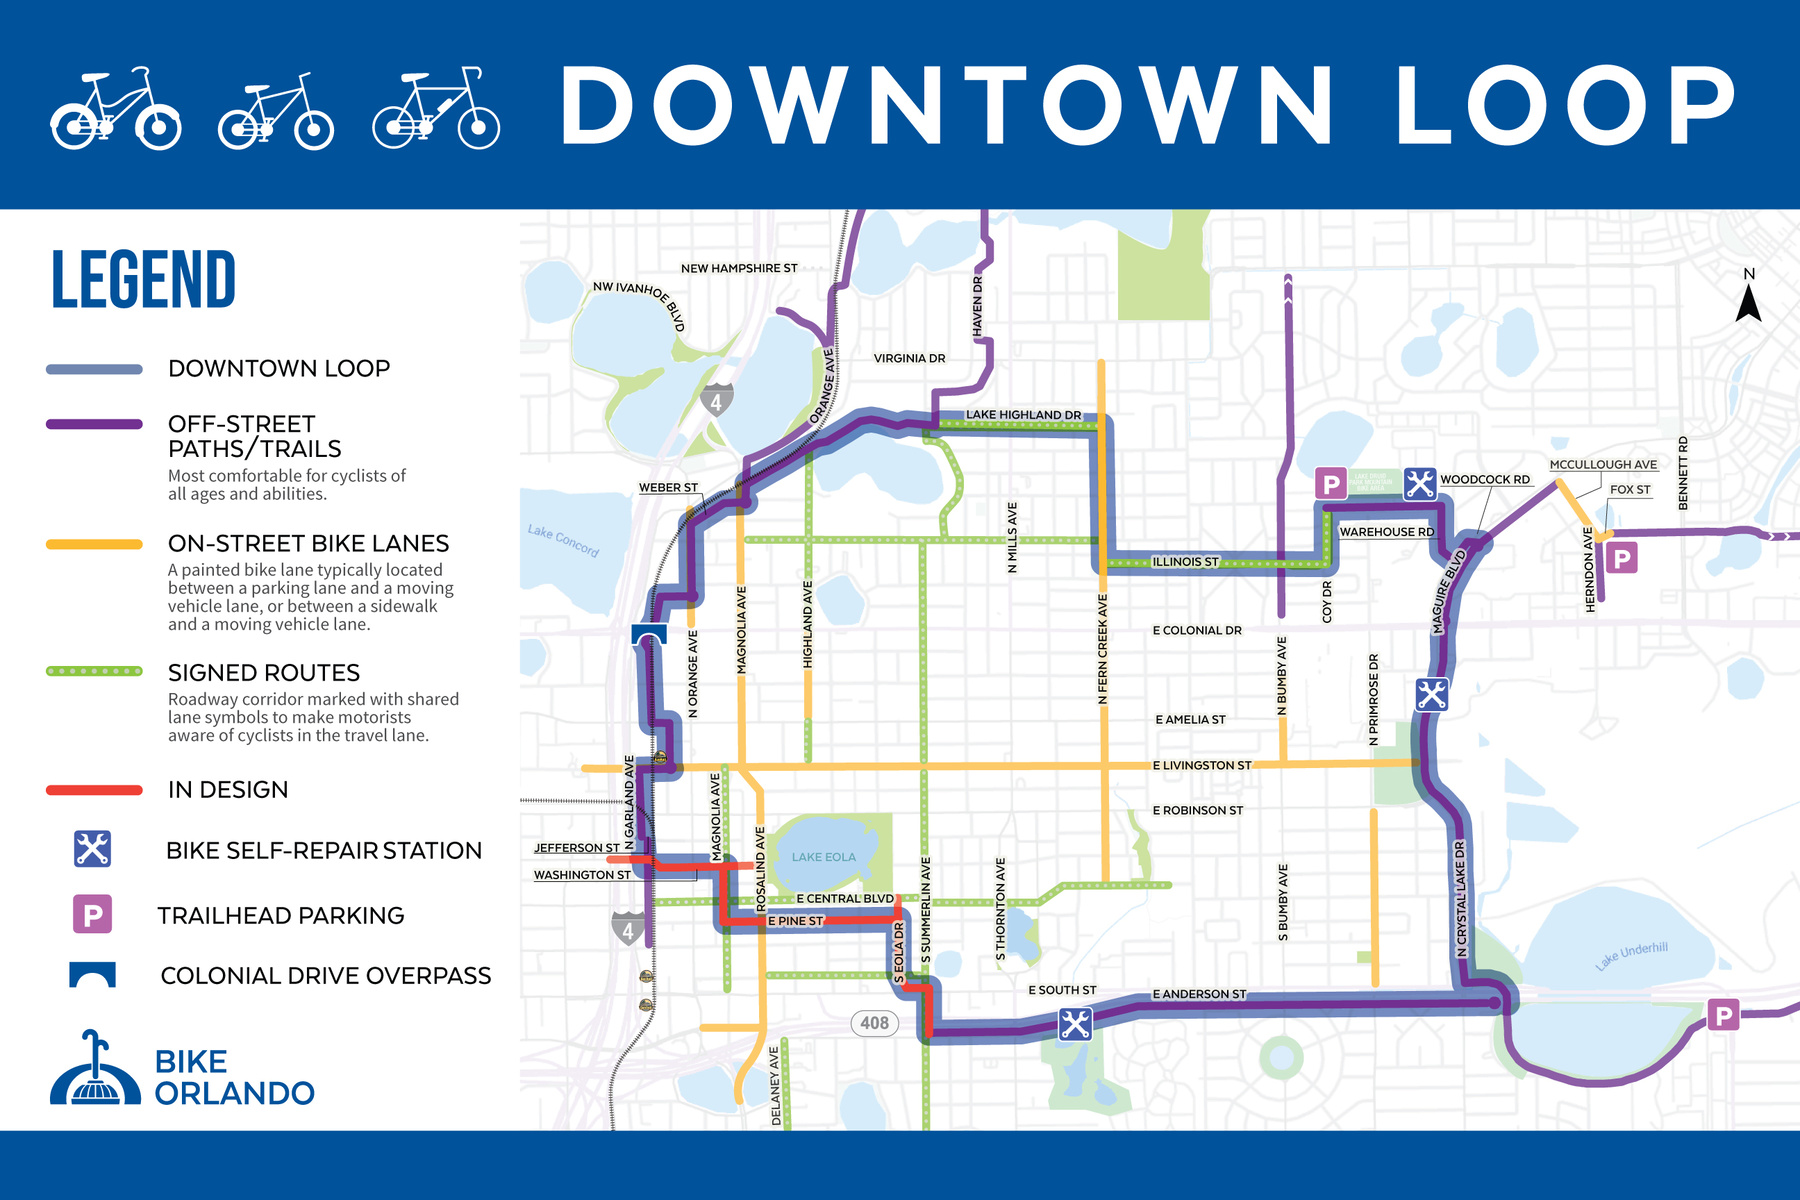 DOWNTOWN LOOP
LEGEND
DOWNTOWN LOOP
OFF-STREET
PATHS/TRAILS
Most comfortable for cyclists of
all ages and abilities.
ON-STREET BIKE LANES
A painted bike lane typically located
between a parking lane and a moving
vehicle lane, or between a sidewalk
and a moving vehicle lane.
SIGNED ROUTES
Roadway corridor marked with shared
lane symbols to make motorists
aware of cyclists in the travel lane.
IN DESIGN
BIKE SELF-REPAIR STATION
P
TRAILHEAD PARKING
COLONIAL DRIVE OVERPASS
BIKE
ORLANDO
N
NEW HAMPSHIRE ST
NW IVANHOE BLVD
HAVEN DR
VIRGINIA DR
ORANGE AVE
4
LAKE HIGHLAND DR
WEBER ST
Lake Concord
N MILLS AVE
P
WOODCOCK RD
MCCULLOUGH AVE
FOX ST
BENNETT RD
WAREHOUSE RD
P
HERNDON AVE
ILLINOIS ST
COY DR
MAGUIRE BLVD
E COLONIAL DR
N ORANGE AVE
MAGNOLIA AVE
HIGHLAND AVE
N FERN CREEK AVE
N BUMBY AVE
N PRIMROSE DR
E AMELIA ST
E LIVINGSTON ST
N GARLAND AVE
MAGNOLIA AVE
E ROBINSON ST
JEFFERSON ST
WASHINGTON ST
ROSALIND AVE
LAKE EOLA
E CENTRAL BLVD
E PINE ST
S EOLA DR
S SUMMERLIN AVE
S THORNTON AVE
S BUMBY AVE
N CRYSTAL LAKE DR
Lake Underhill
4
E SOUTH ST
E ANDERSON ST
408
P
DELANEY AVE